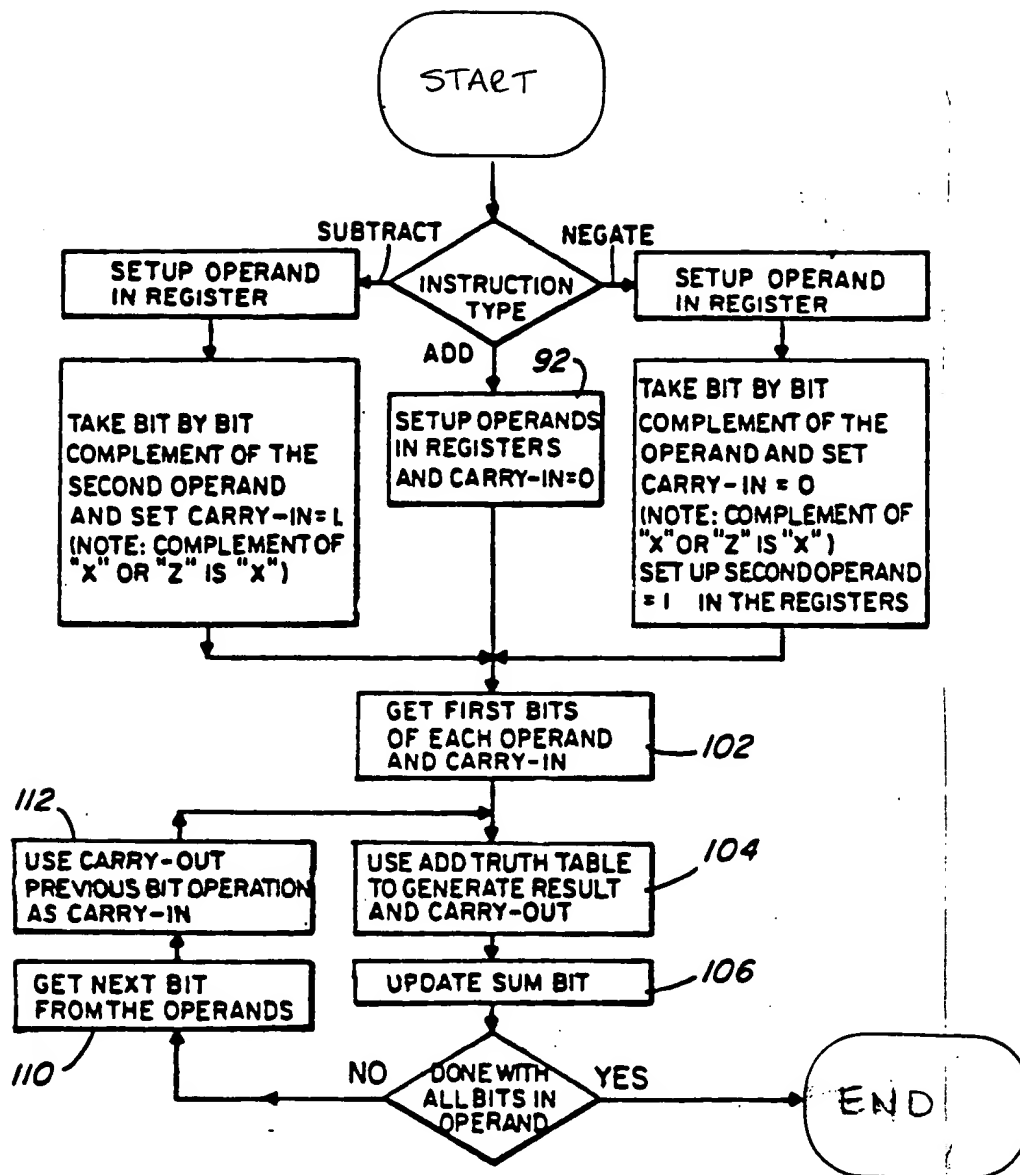 START
SUBTRACT
NEGATE
SETUP OPERAND
IN REGISTER
INSTRUCTION
TYPE
SETUP OPERAND
IN REGISTER
ADD
92
TAKE BIT BY BIT
COMPLEMENT OF THE
SECOND OPERAND
AND SET CARRY-IN=1
(NOTE: COMPLEMENT OF
"X" OR "Z" IS "X")
SETUP OPERANDS
IN REGISTERS
AND CARRY-IN=0
TAKE BIT BY BIT
COMPLEMENT OF THE
OPERAND AND SET
CARRY-IN = 0
(NOTE: COMPLEMENT OF
"X" OR "Z" IS "X")
SET UP SECOND OPERAND
= 1 IN THE REGISTERS
GET FIRST BITS
OF EACH OPERAND
AND CARRY-IN
102
112
USE CARRY-OUT
PREVIOUS BIT OPERATION
AS CARRY-IN
USE ADD TRUTH TABLE
TO GENERATE RESULT
AND CARRY-OUT
104
GET NEXT BIT
FROM THE OPERANDS
110
UPDATE SUM BIT
106
NO
DONE WITH
ALL BITS IN
OPERAND
YES
END